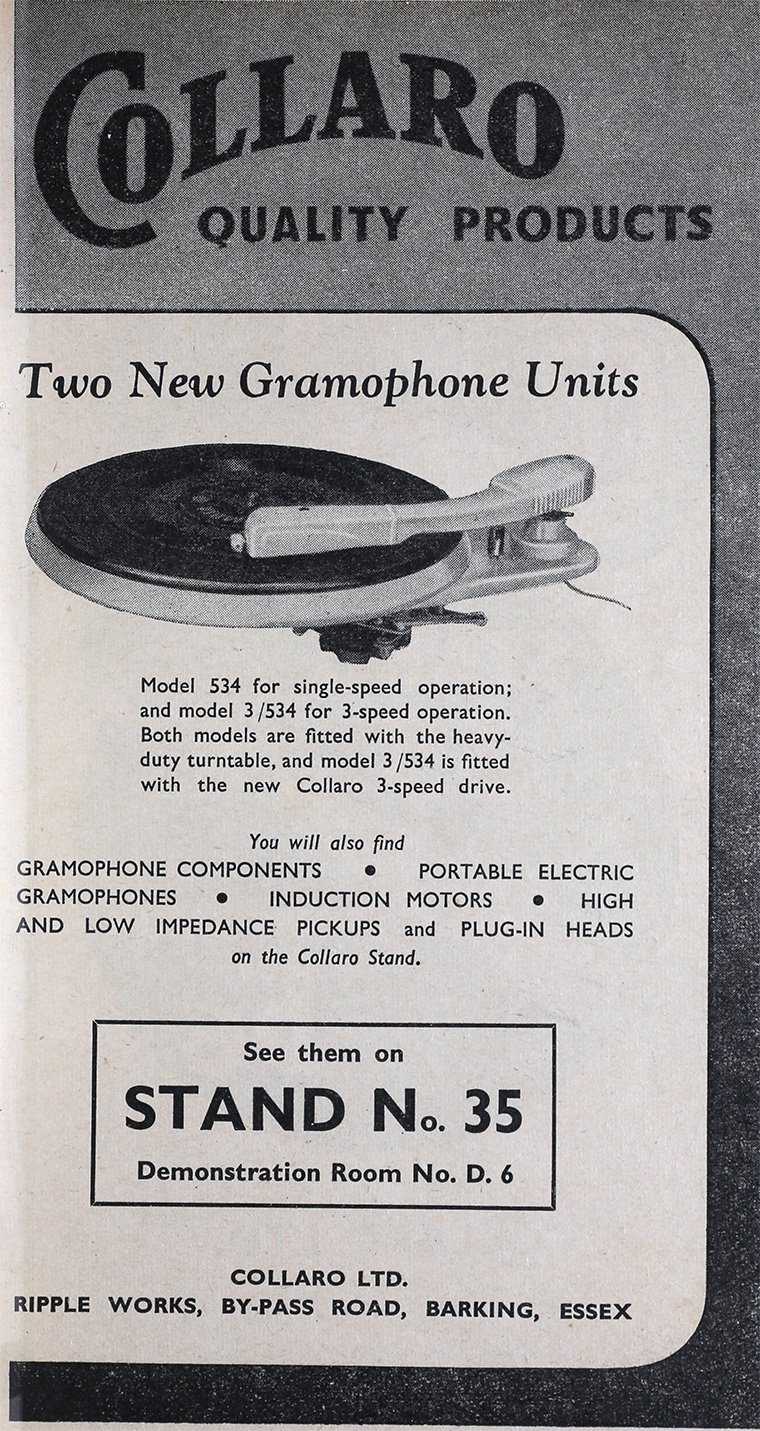 COLLARO
QUALITY PRODUCTS
Two New Gramophone Units
Model 534 for single-speed operation;
and model 3/534 for 3-speed operation.
Both models are fitted with the heavy-
duty turntable, and model 3/534 is fitted
with the new Collaro 3-speed drive.
You will also find
GRAMOPHONE COMPONENTS • PORTABLE ELECTRIC
GRAMOPHONES • INDUCTION MOTORS • HIGH
AND LOW IMPEDANCE PICKUPS and PLUG-IN HEADS
on the Collaro Stand.
See them on
STAND No. 35
Demonstration Room No. D. 6
COLLARO LTD.
RIPPLE WORKS, BY-PASS ROAD, BARKING, ESSEX